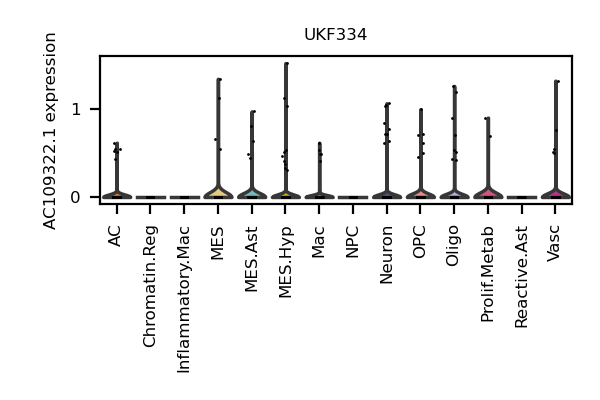 UKF334
AC109322.1 expression
1
0
AC
Chromatin.Reg
Inflammatory.Mac
MES
MES.Ast
MES.Hyp
Mac
NPC
Neuron
OPC
Oligo
Prolif.Metab
Reactive.Ast
Vasc